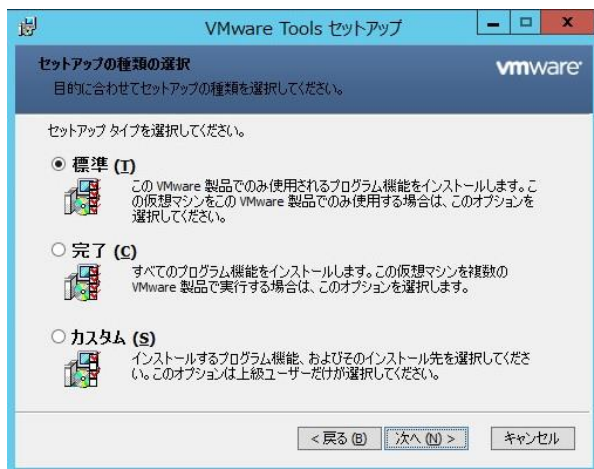 VMware Tools セットアップ
セットアップの種類の選択
目的に合わせてセットアップの種類を選択してください。
vmware
セットアップ タイプを選択してください。
標準 (T)
この VMware 製品でのみ使用されるプログラム機能をインストールします。こ
の仮想マシンをこの VMware 製品でのみ使用する場合は、このオプションを
選択してください。
完了 (C)
すべてのプログラム機能をインストールします。この仮想マシンを複数の
VMware 製品で実行する場合は、このオプションを選択します。
カスタム (S)
インストールするプログラム機能、およびそのインストール先を選択してくださ
い。このオプションは上級ユーザーだけが選択してください。
< 戻る (B) 次へ (N) > キャンセル